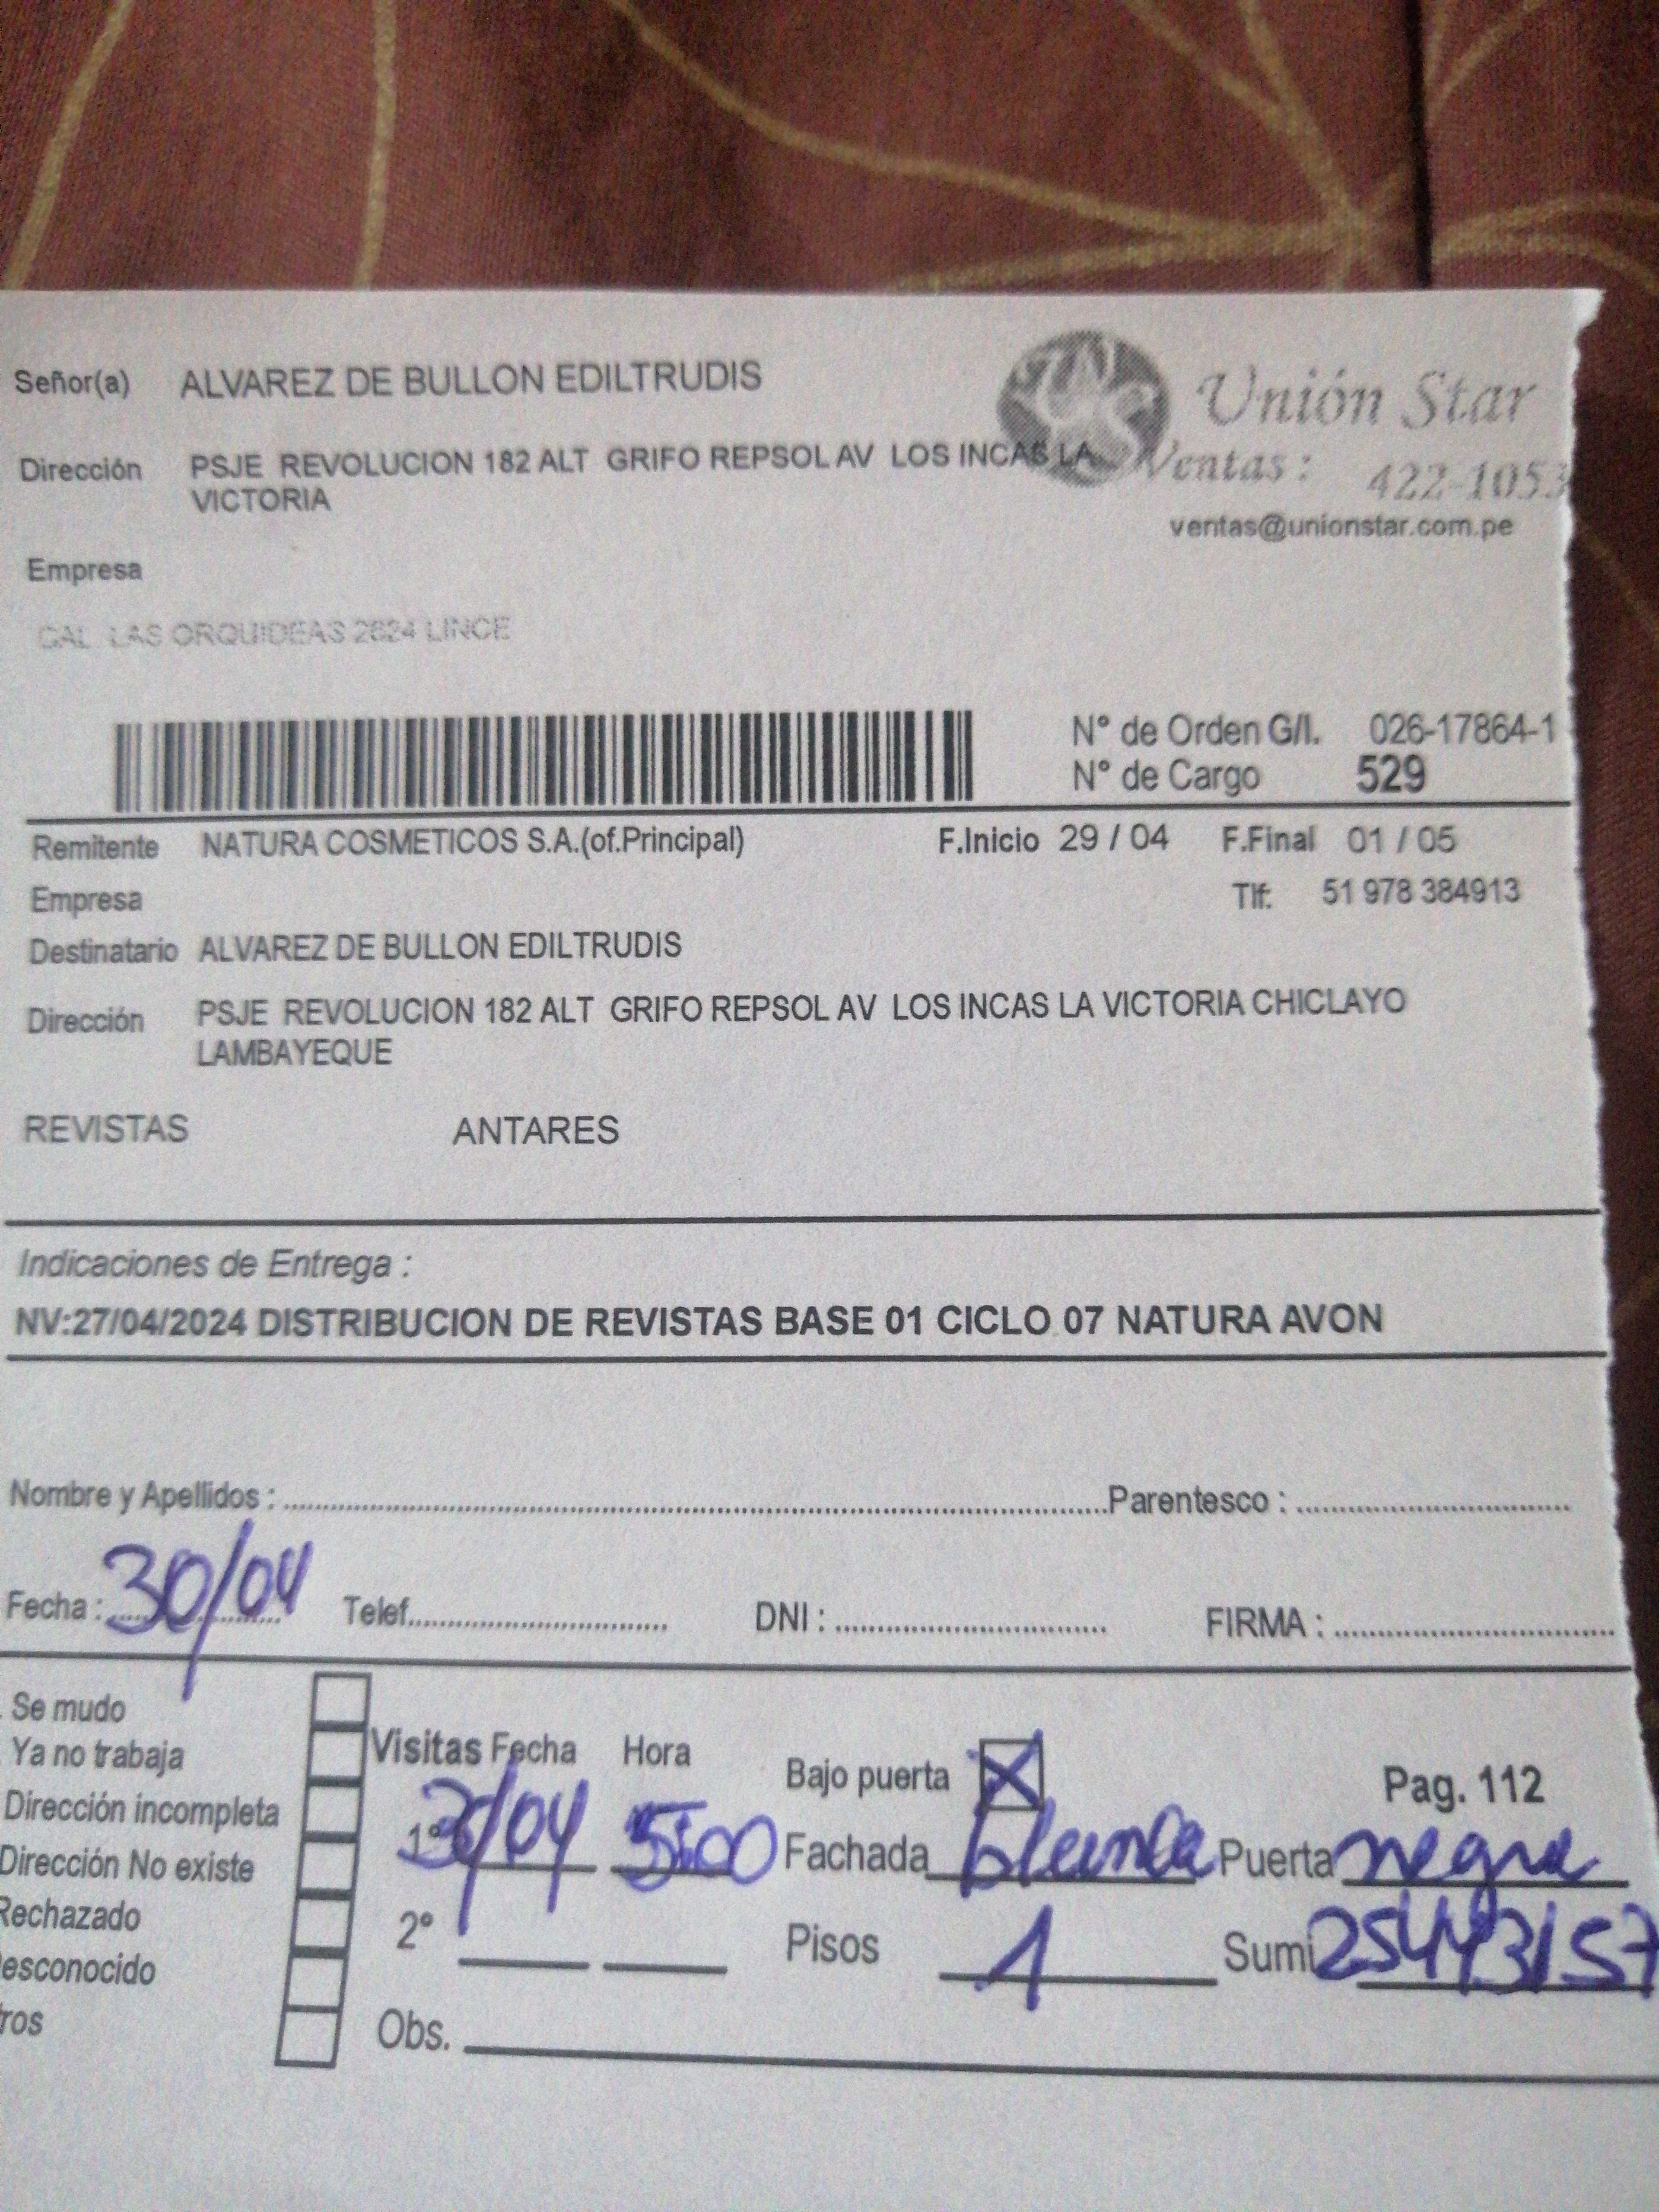 Señor(a) ALVAREZ DE BULLON EDILTRUDIS
Unión Star
Dirección PSJE REVOLUCION 182 ALT GRIFO REPSOL AV LOS INCAS LA
VICTORIA
Ventas: 422-1053
ventas@unionstar.com.pe
Empresa
CAL LAS ORQUIDEAS 2624 LINCE
N° de Orden G/I. 026-17864-1
N° de Cargo 529
Remitente NATURA COSMETICOS S.A.(of.Principal) F.Inicio 29 / 04 F.Final 01 / 05
Empresa Tlf: 51 978 384913
Destinatario ALVAREZ DE BULLON EDILTRUDIS
Dirección PSJE REVOLUCION 182 ALT GRIFO REPSOL AV LOS INCAS LA VICTORIA CHICLAYO
LAMBAYEQUE
REVISTAS ANTARES
Indicaciones de Entrega :
NV:27/04/2024 DISTRIBUCION DE REVISTAS BASE 01 CICLO 07 NATURA AVON
Nombre y Apellidos : Parentesco :
Fecha : 30/04 Telef. DNI : FIRMA :
Se mudo
Ya no trabaja
Dirección incompleta
Dirección No existe
Rechazado
esconocido
ros
Visitas Fecha Hora
1° 30/04 5:00
2°
Bajo puerta X Pag. 112
Fachada blanca Puerta negra
Pisos 1 Sumi 25443157
Obs.